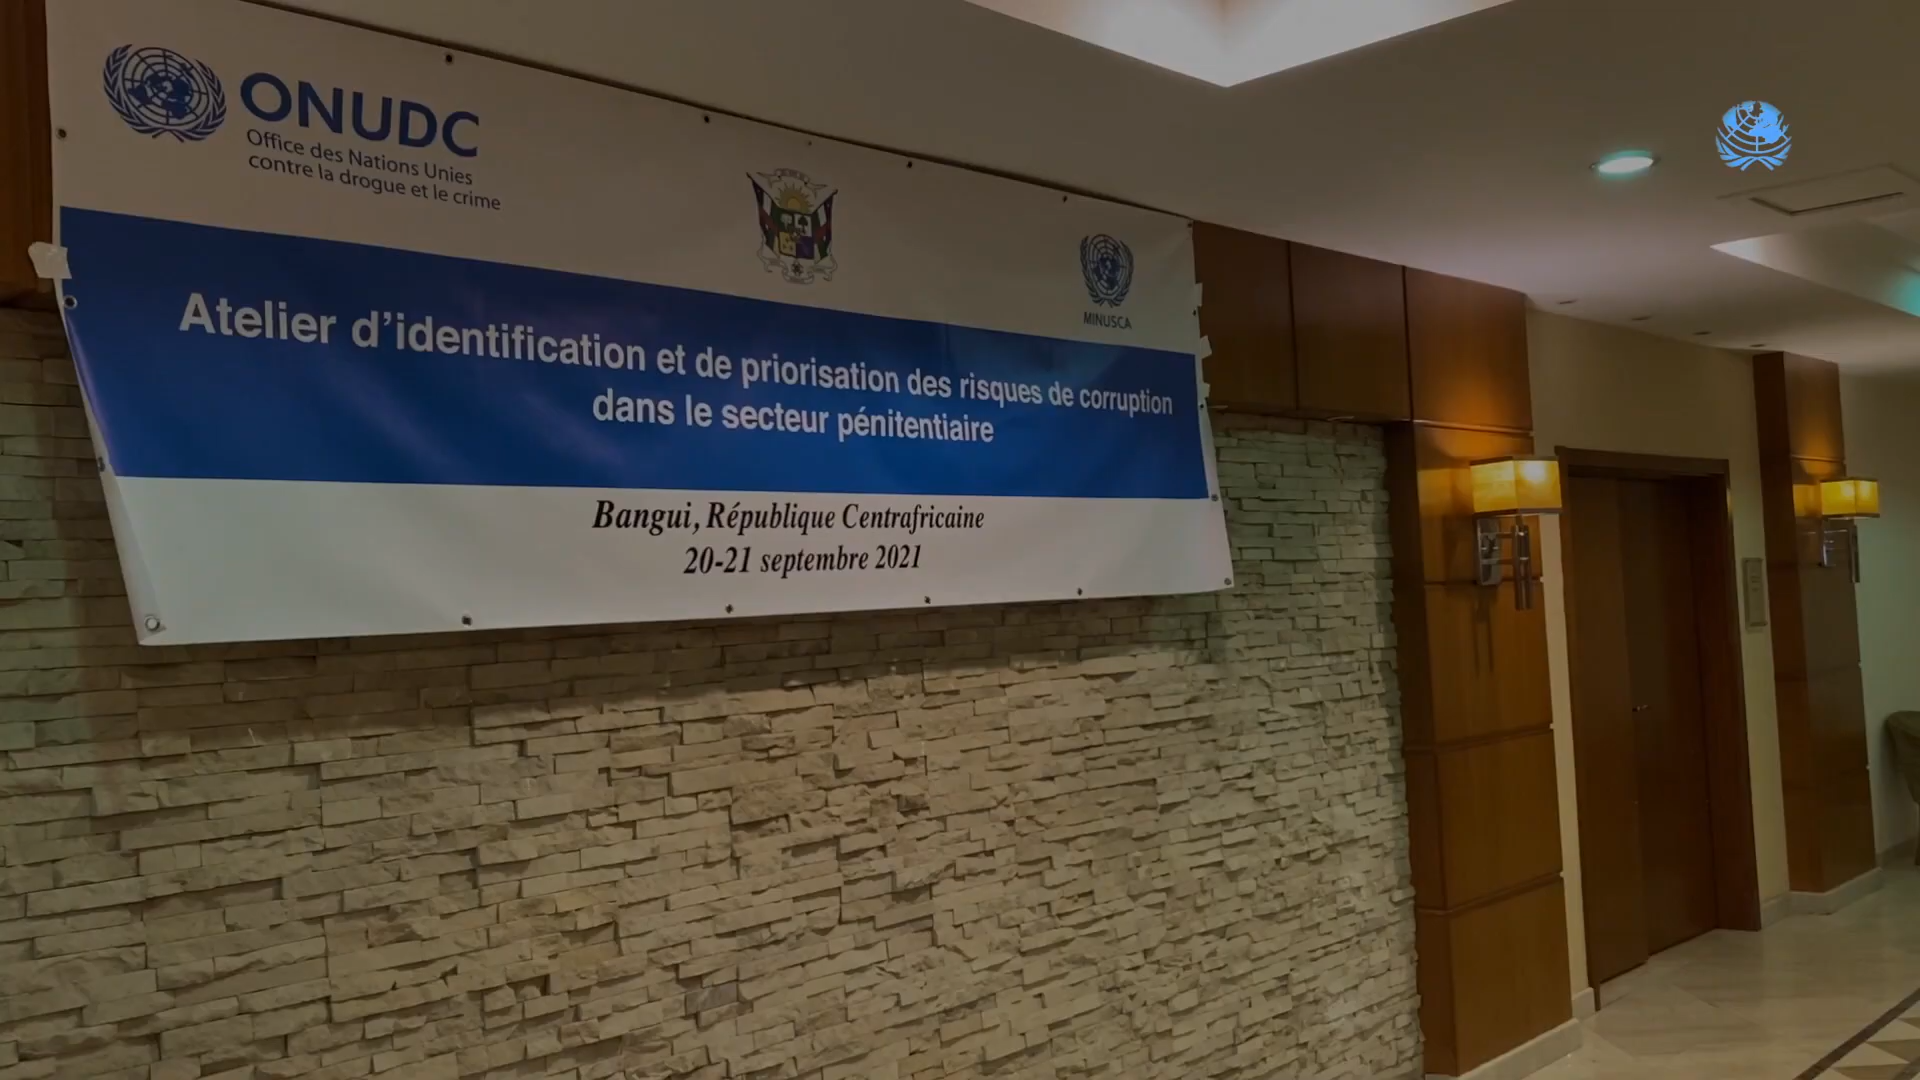 ONUDC
Office des Nations Unies
contre la drogue et le crime
MINUSCA
Atelier d'identification et de priorisation des risques de corruption
dans le secteur pénitentiaire
Bangui, République Centrafricaine
20-21 septembre 2021